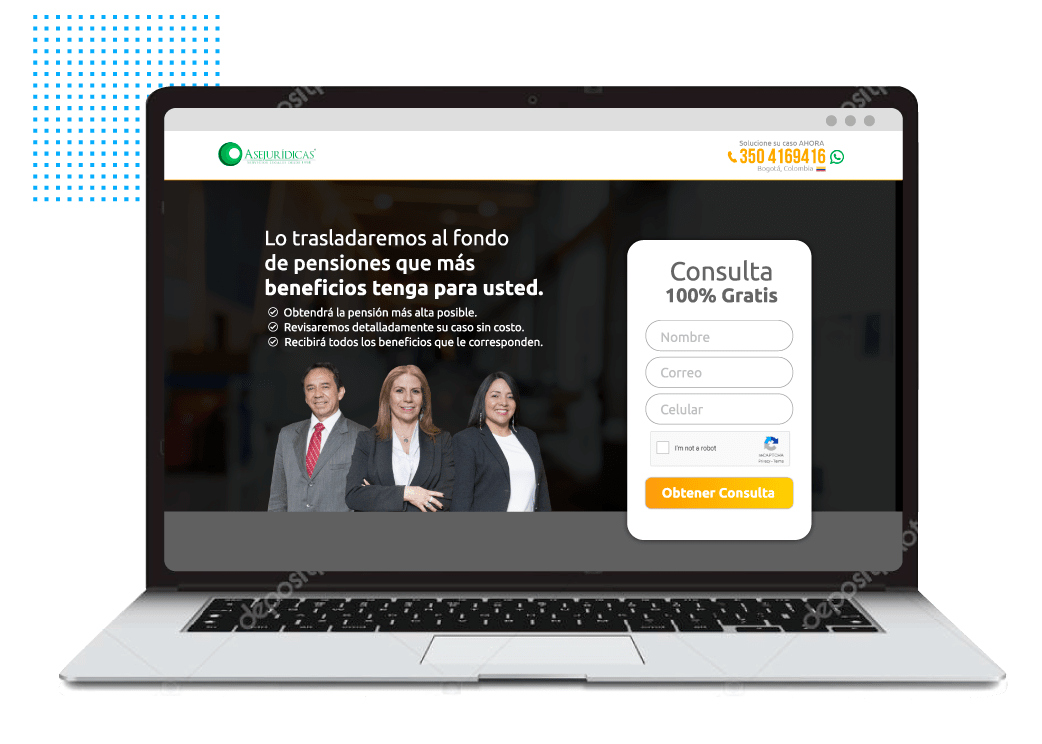 ASEJURÍDICAS
Solucione su caso AHORA
350 4169416
Bogotá, Colombia
Lo trasladaremos al fondo
de pensiones que más
beneficios tenga para usted.
Obtendrá la pensión más alta posible.
Revisaremos detalladamente su caso sin costo.
Recibirá todos los beneficios que le corresponden.
Consulta
100% Gratis
Nombre
Correo
Celular
I'm not a robot
reCAPTCHA
Privacy - Terms
Obtener Consulta